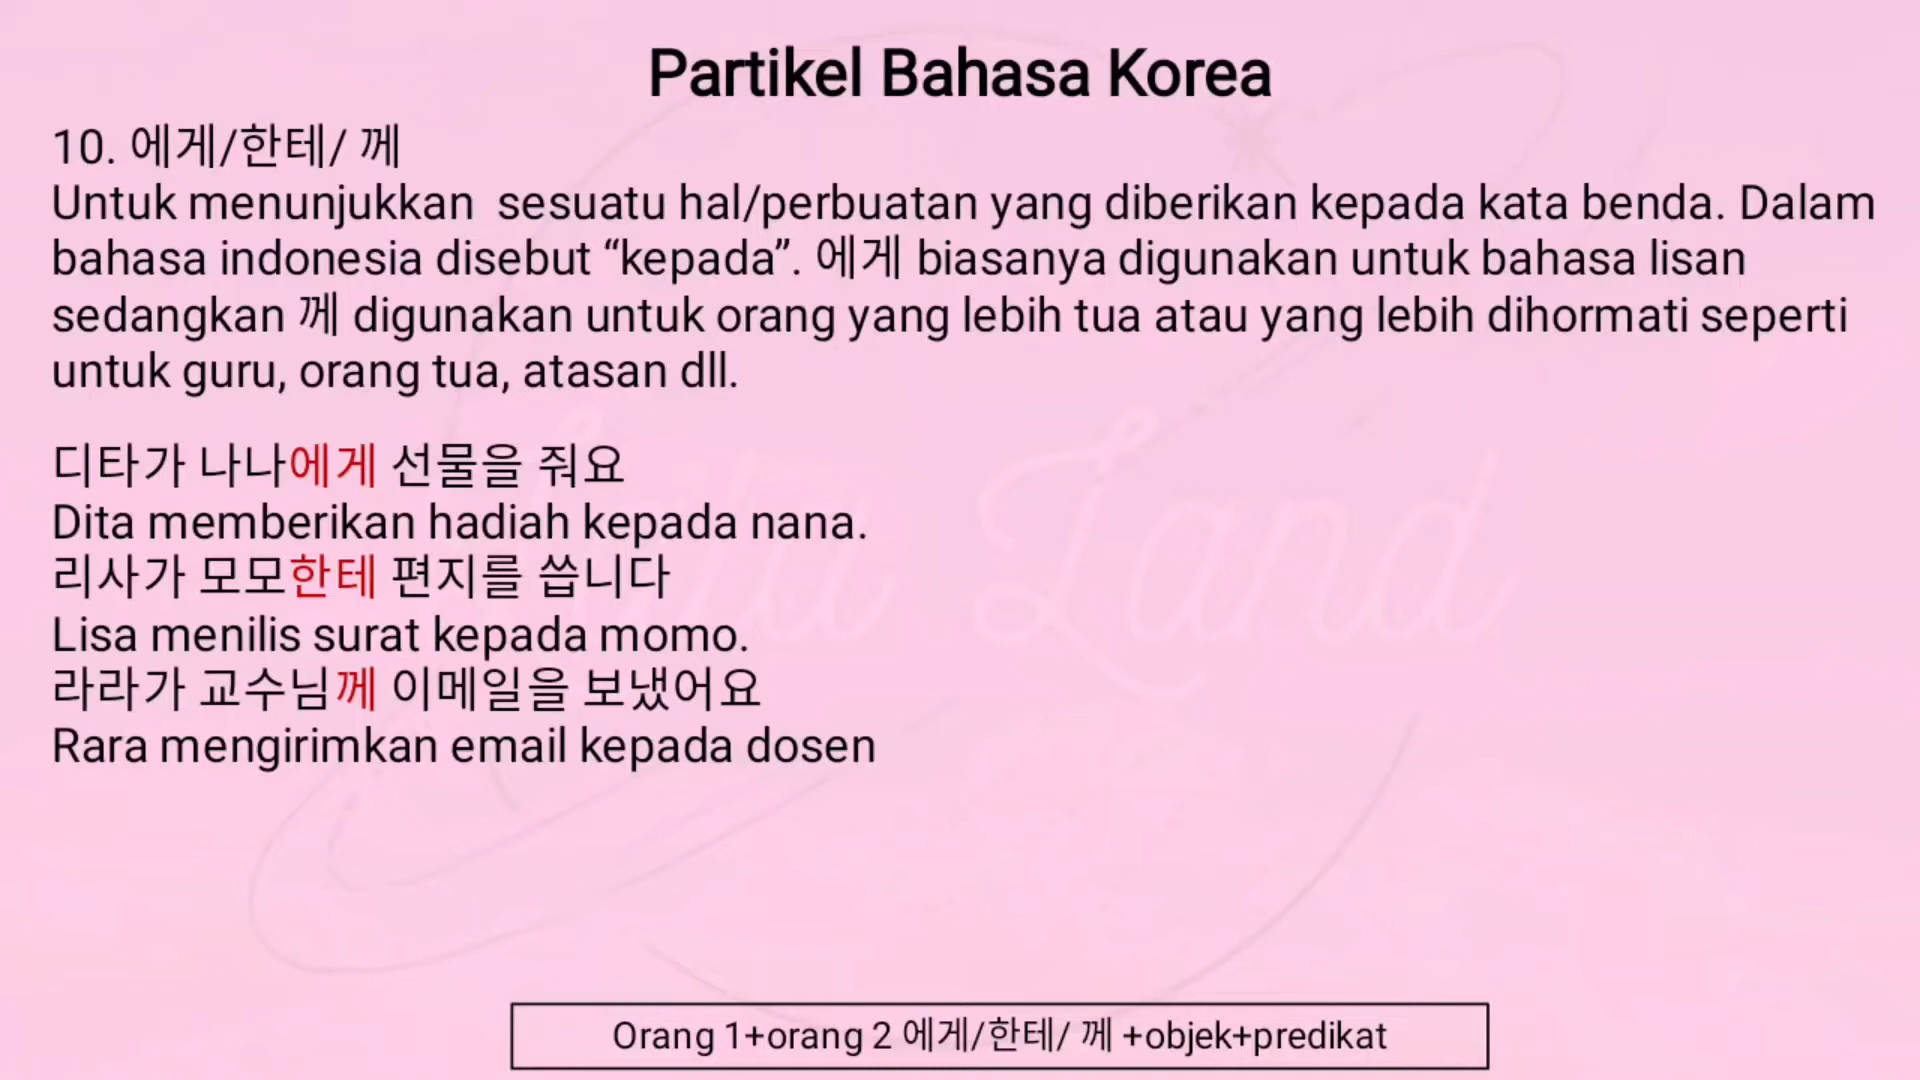 Partikel Bahasa Korea
10. 에게/한테/ 께
Untuk menunjukkan  sesuatu hal/perbuatan yang diberikan kepada kata benda. Dalam
bahasa indonesia disebut “kepada”. 에게 biasanya digunakan untuk bahasa lisan
sedangkan 께 digunakan untuk orang yang lebih tua atau yang lebih dihormati seperti
untuk guru, orang tua, atasan dll.
디타가 나나에게 선물을 줘요
Dita memberikan hadiah kepada nana.
리사가 모모한테 편지를 씁니다
Lisa menilis surat kepada momo.
라라가 교수님께 이메일을 보냈어요
Rara mengirimkan email kepada dosen
Land
Orang 1+orang 2 에게/한테/ 께 +objek+predikat